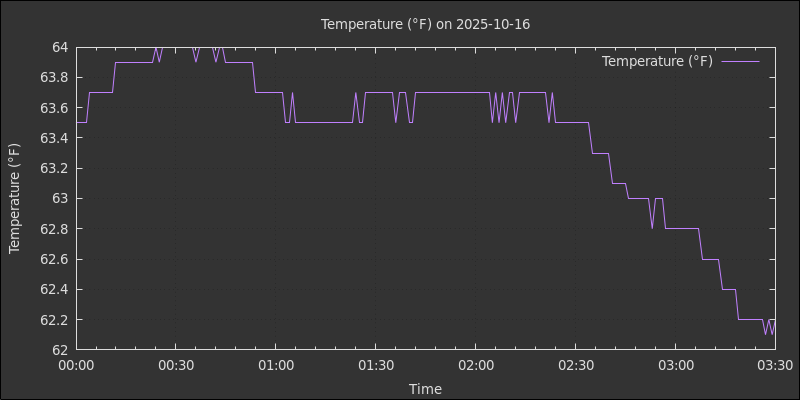 Temperature (°F) on 2025-10-16
Temperature (°F)
64
63.8
63.6
63.4
63.2
63
62.8
62.6
62.4
62.2
62
Temperature (°F)
00:00 00:30 01:00 01:30 02:00 02:30 03:00 03:30
Time